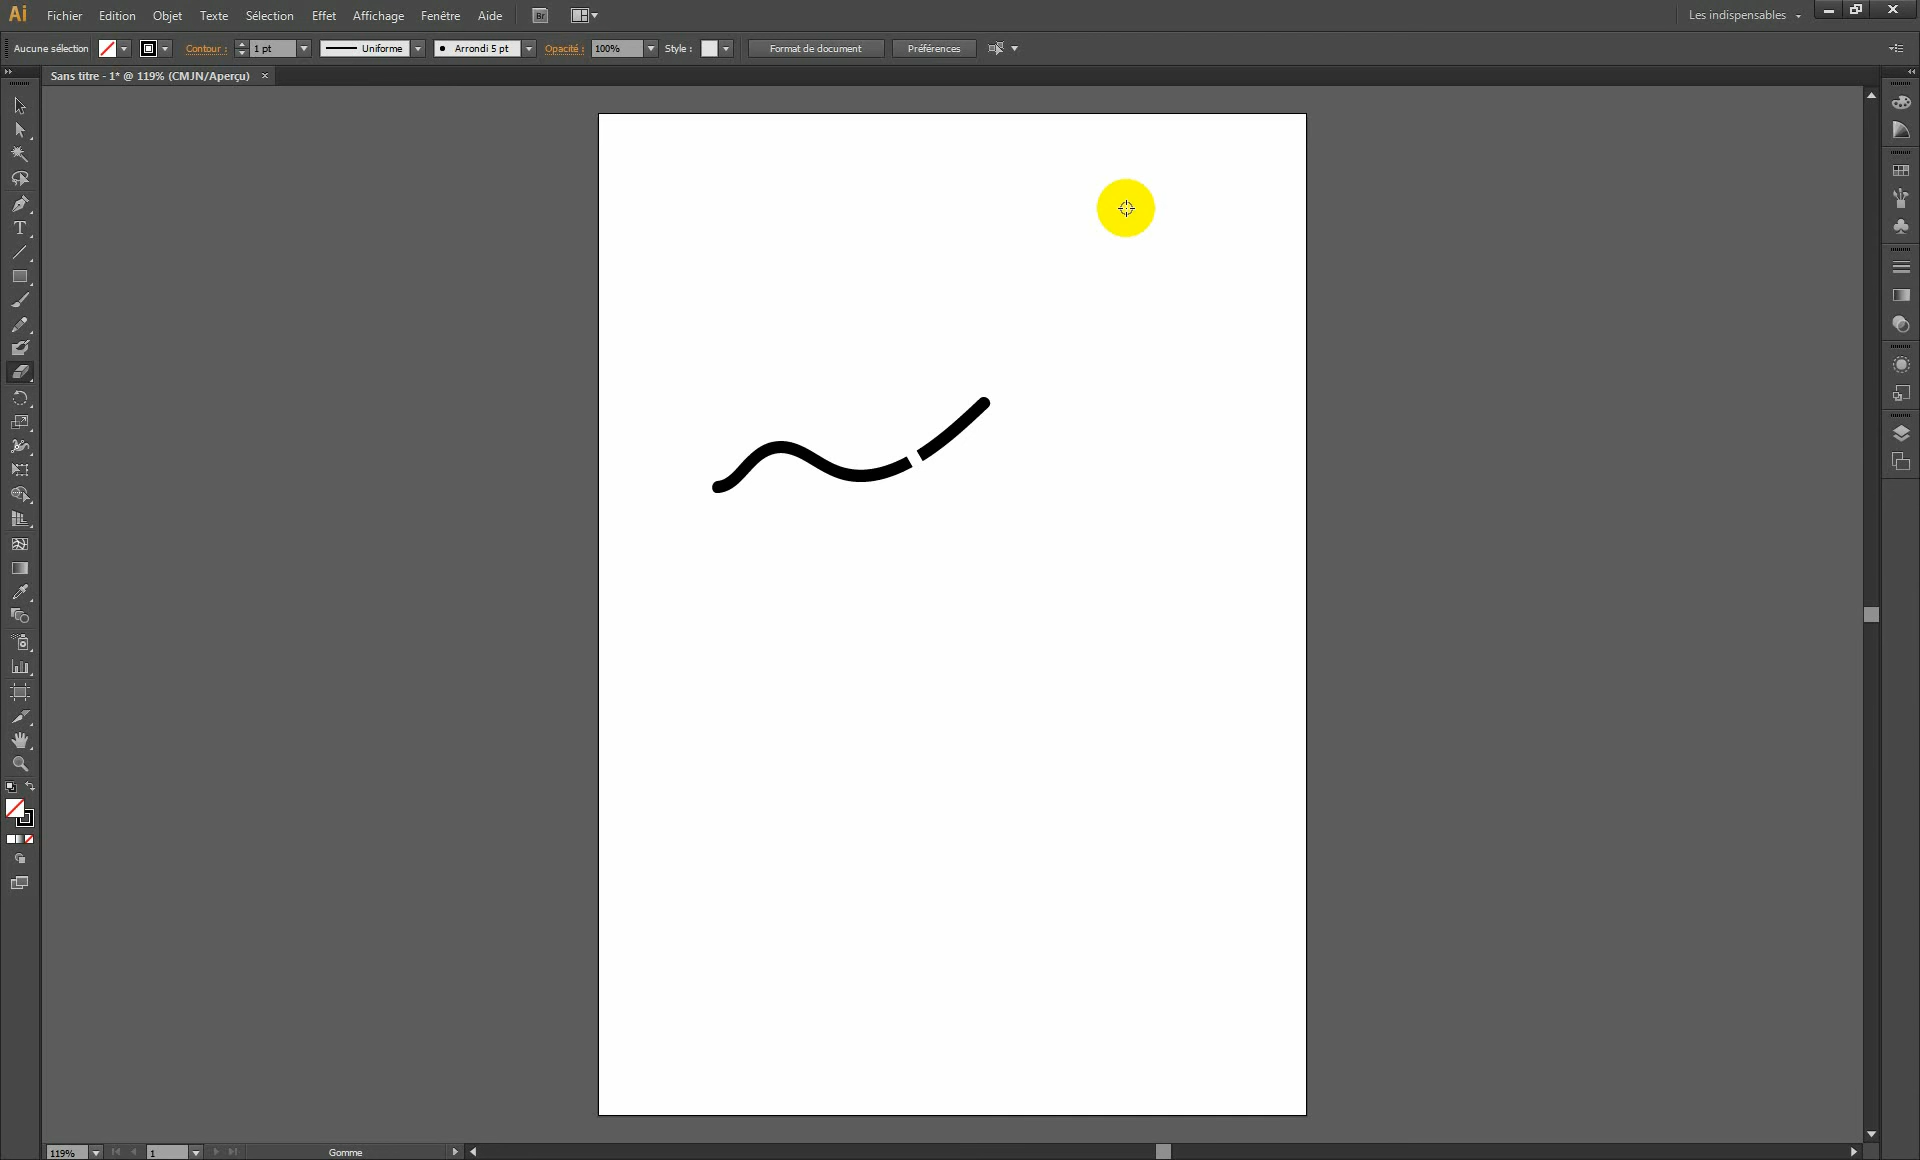 Ai Fichier Edition Objet Texte Sélection Effet Affichage Fenêtre Aide Br Les indispensables
Aucune sélection Contour : 1 pt Uniforme Arrondi 5 pt Opacité : 100% Style : Format de document Préférences
Sans titre - 1* @ 119% (CMJN/Aperçu) ×
T
119% 1 Gomme